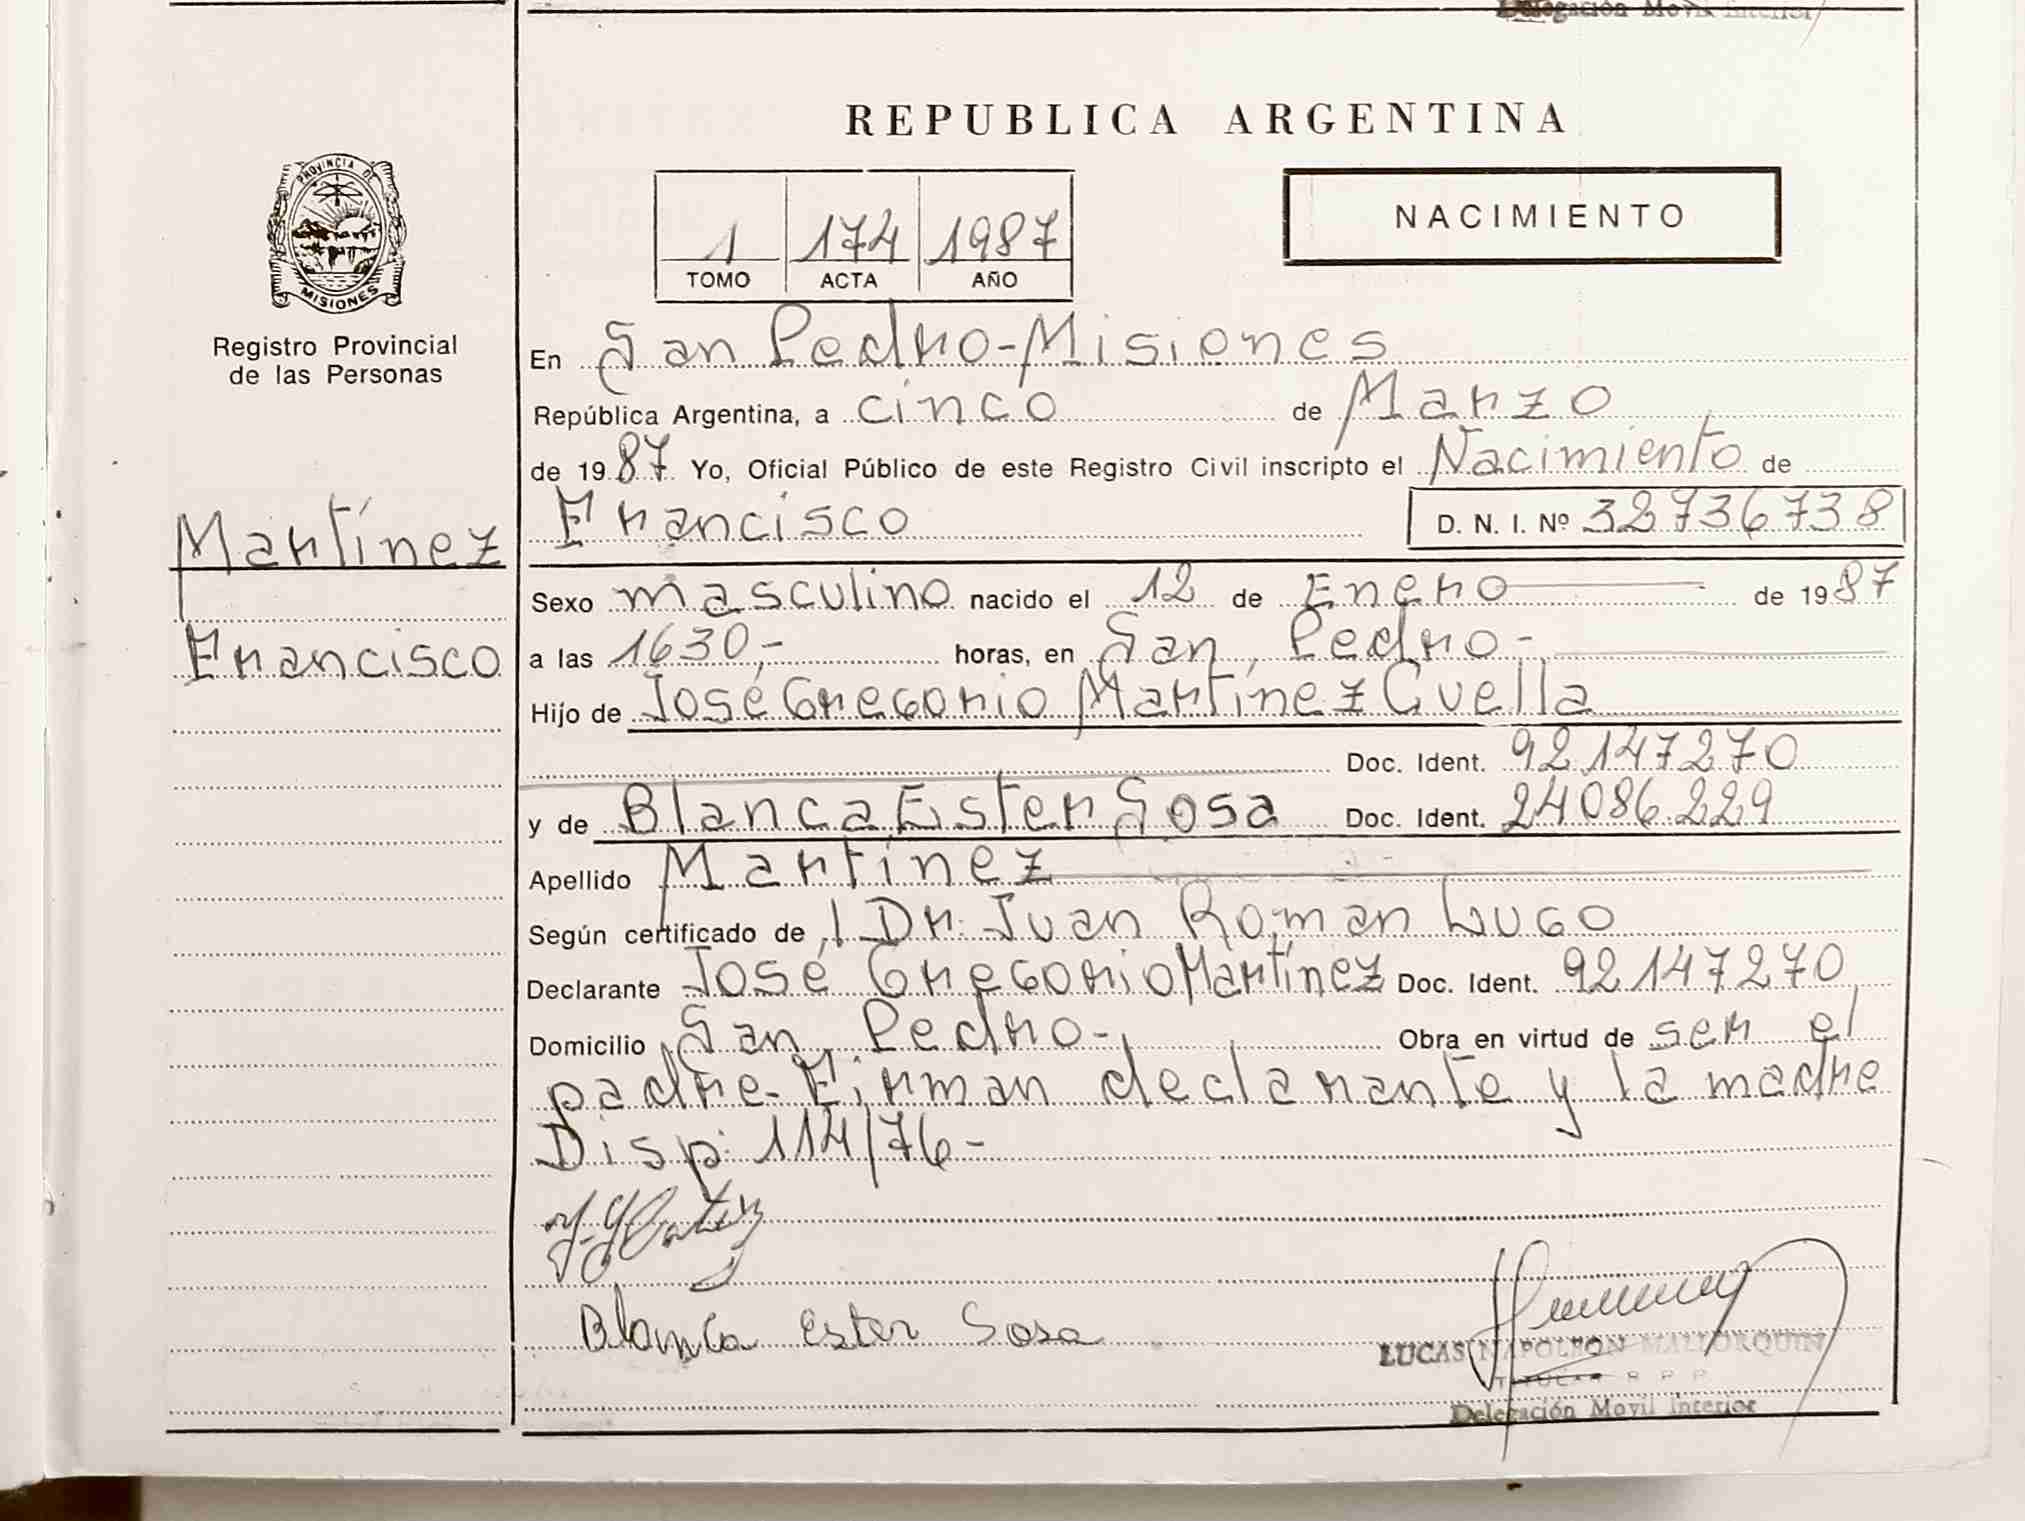 Delegación Movil Interior
REPUBLICA ARGENTINA
PROVINCIA DE
MISIONES
1 174 1987
TOMO ACTA AÑO
NACIMIENTO
Registro Provincial
de las Personas
En San Pedro-Misiones
República Argentina, a cinco de Marzo
de 1987 Yo, Oficial Público de este Registro Civil inscripto el Nacimiento de
Francisco D. N. I. Nº 32736738
Martínez
Francisco
Sexo masculino nacido el 12 de Enero de 1987
a las 1630,- horas, en San Pedro-
Hijo de José Gregorio Martínez Cuella
Doc. Ident. 92147270
y de Blanca Ester Sosa Doc. Ident. 24086229
Apellido Martínez
Según certificado de l Dr. Juan Roman Lugo
Declarante José Gregorio Martínez Doc. Ident. 92147270
Domicilio San Pedro- Obra en virtud de ser el
padre- Firman declarante y la madre
Disp: 114/76-
Blanca Ester Sosa
LUCAS NAPOLEON MALLORQUIN
TITULAR R P P
Delegación Movil Interior